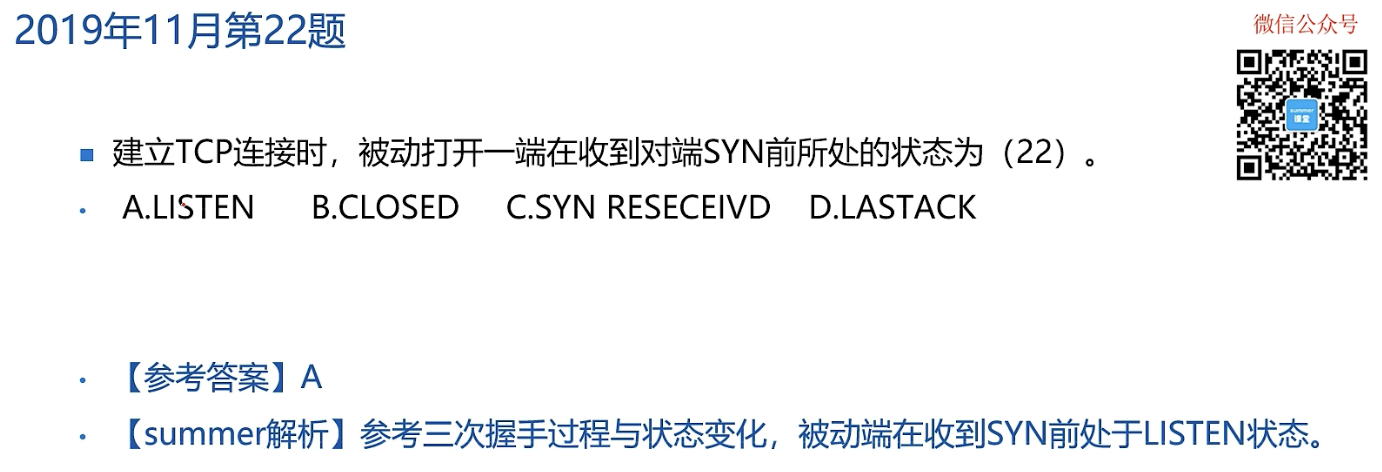 2019年11月第22题
微信公众号
summer
课堂
建立TCP连接时，被动打开一端在收到对端SYN前所处的状态为（22）。
A.LISTEN B.CLOSED C.SYN RESECEIVD D.LASTACK
【参考答案】A
【summer解析】参考三次握手过程与状态变化，被动端在收到SYN前处于LISTEN状态。